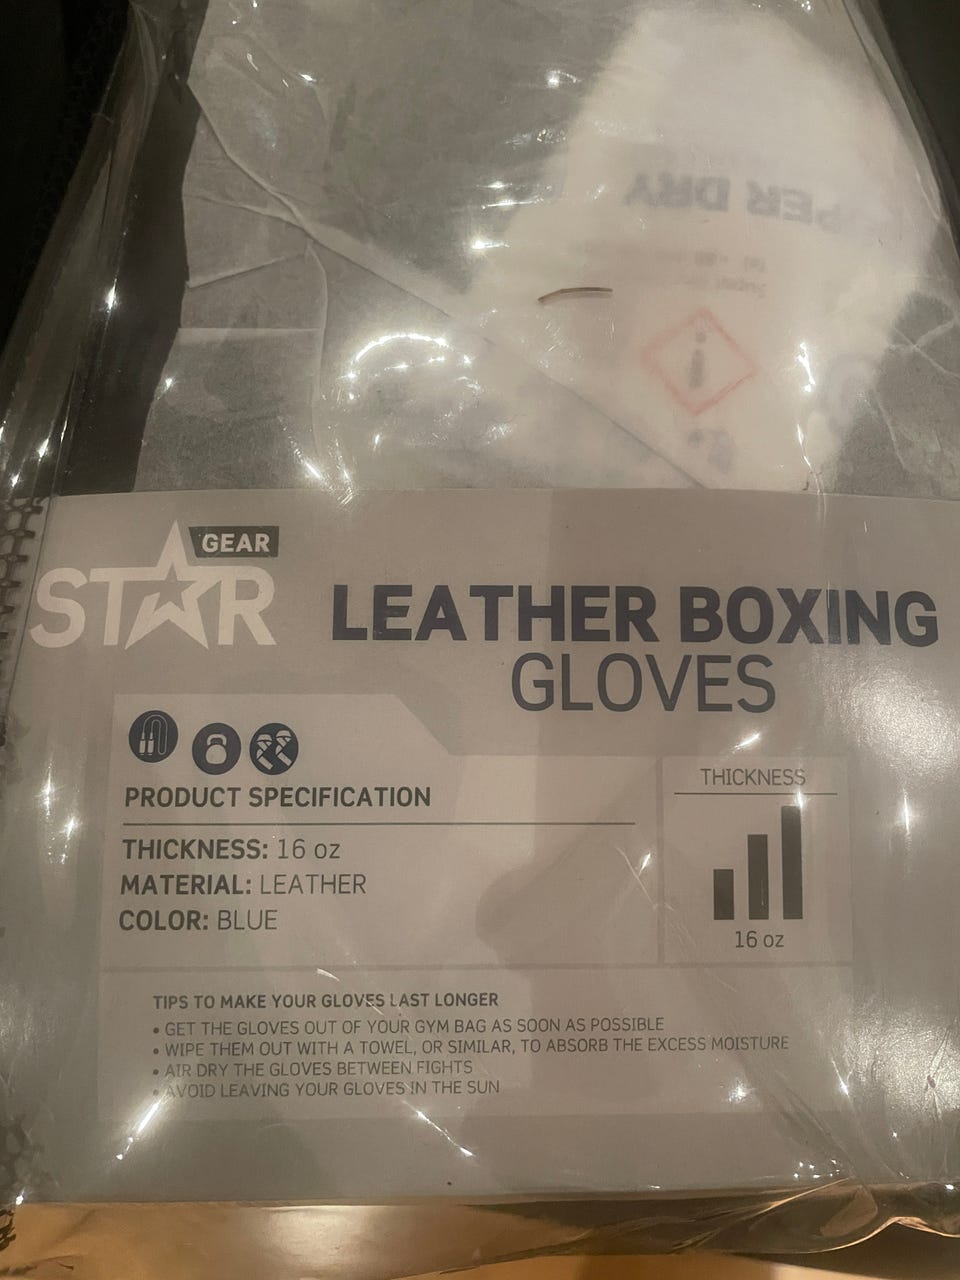 GEAR
STAR
LEATHER BOXING
GLOVES
PRODUCT SPECIFICATION
THICKNESS: 16 oz
MATERIAL: LEATHER
COLOR: BLUE
THICKNESS
16 oz
TIPS TO MAKE YOUR GLOVES LAST LONGER
• GET THE GLOVES OUT OF YOUR GYM BAG AS SOON AS POSSIBLE
• WIPE THEM OUT WITH A TOWEL, OR SIMILAR, TO ABSORB THE EXCESS MOISTURE
• AIR DRY THE GLOVES BETWEEN FIGHTS
• AVOID LEAVING YOUR GLOVES IN THE SUN
DRY